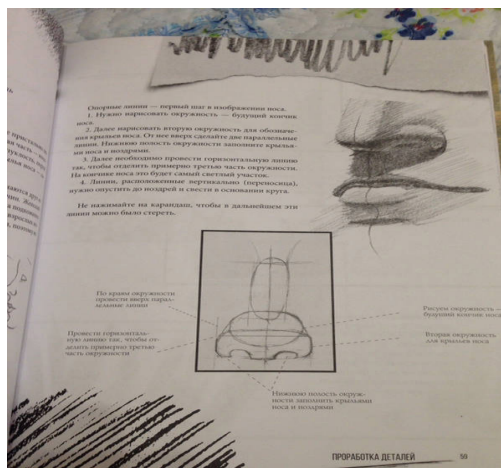 Опорные линии — первый шаг в изображении носа.
1. Нужно нарисовать окружность — будущий кончик
носа.
2. Далее нарисовать вторую окружность для обозначе-
ния крыльев носа. От нее вверх сделайте две параллельные
линии. Нижнюю полость окружности заполните крылья-
ми носа и ноздрями.
3. Далее необходимо провести горизонтальную линию
так, чтобы отделить примерно третью часть окружности.
На кончике носа это будет самый светлый участок.
4. Линии, расположенные вертикально (переносица),
нужно опустить до ноздрей и свести в основании круга.
Не нажимайте на карандаш, чтобы в дальнейшем эти
линии можно было стереть.
По краям окружности
провести вверх парал-
лельные линии
Рисуем окружность —
будущий кончик носа
Провести горизонталь-
ную линию так, чтобы от-
делить примерно третью
часть окружности
Вторая окружность
для крыльев носа
Нижнюю полость окруж-
ности заполнить крыльями
носа и ноздрями
ПРОРАБОТКА ДЕТАЛЕЙ
59